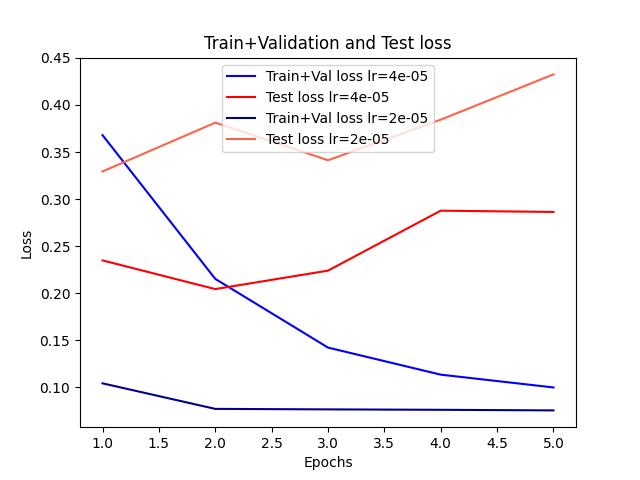 Train+Validation and Test loss
0.45
0.40
0.35
0.30
0.25
0.20
0.15
0.10
Loss
Train+Val loss lr=4e-05
Test loss lr=4e-05
Train+Val loss lr=2e-05
Test loss lr=2e-05
1.0 1.5 2.0 2.5 3.0 3.5 4.0 4.5 5.0
Epochs